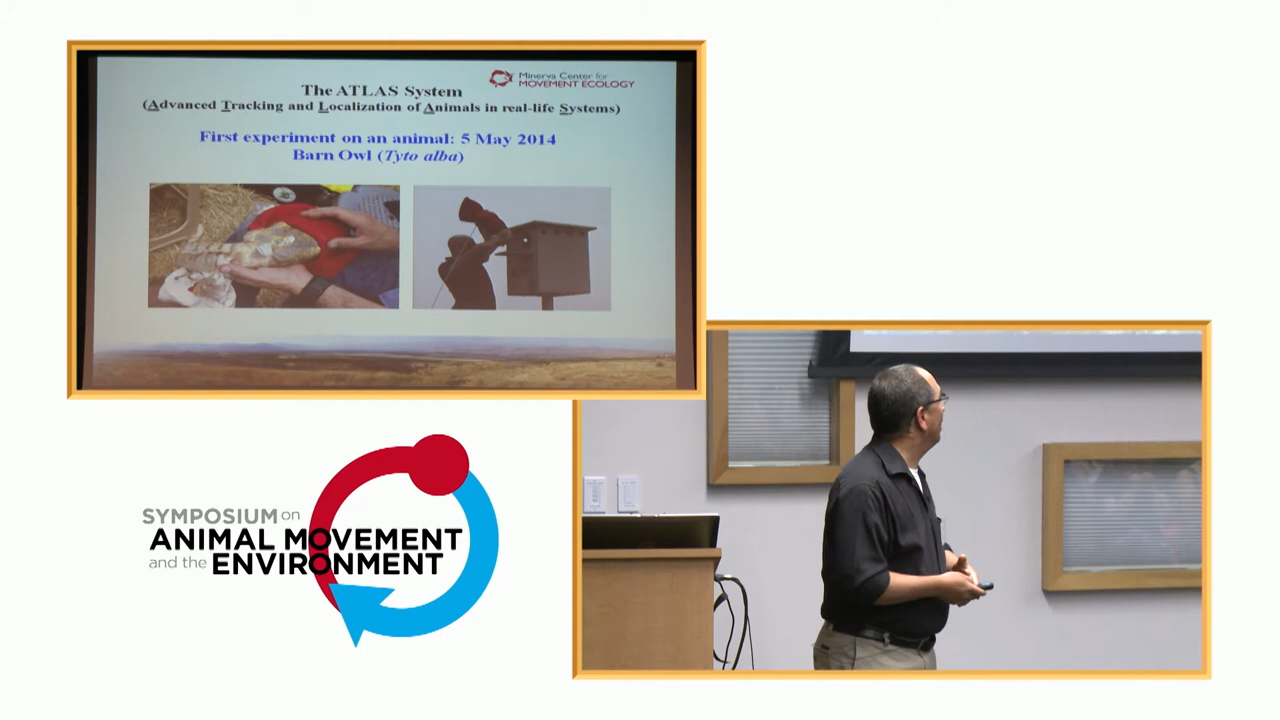 Minerva Center for
MOVEMENT ECOLOGY
The ATLAS System
(Advanced Tracking and Localization of Animals in real-life Systems)
First experiment on an animal: 5 May 2014
Barn Owl (Tyto alba)
SYMPOSIUM on
ANIMAL MOVEMENT
and the ENVIRONMENT